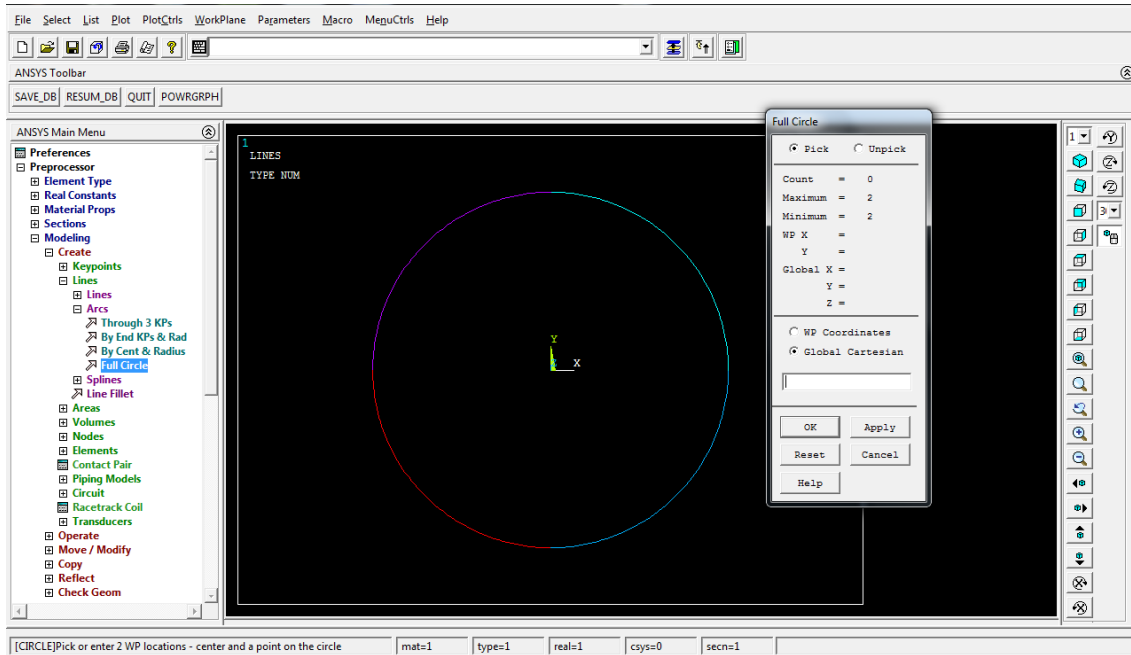 File Select List Plot PlotCtrls WorkPlane Parameters Macro MenuCtrls Help
ANSYS Toolbar
SAVE_DB RESUM_DB QUIT POWRGRPH
ANSYS Main Menu
Preferences
Preprocessor
Element Type
Real Constants
Material Props
Sections
Modeling
Create
Keypoints
Lines
Lines
Arcs
Through 3 KPs
By End KPs & Rad
By Cent & Radius
Full Circle
Splines
Line Fillet
Areas
Volumes
Nodes
Elements
Contact Pair
Piping Models
Circuit
Racetrack Coil
Transducers
Operate
Move / Modify
Copy
Reflect
Check Geom
1
LINES
TYPE NUM
Y
X
Full Circle
Pick Unpick
Count = 0
Maximum = 2
Minimum = 2
WP X =
Y =
Global X =
Y =
Z =
WP Coordinates
Global Cartesian
OK Apply
Reset Cancel
Help
1
[CIRCLE]Pick or enter 2 WP locations - center and a point on the circle mat=1 type=1 real=1 csys=0 secn=1